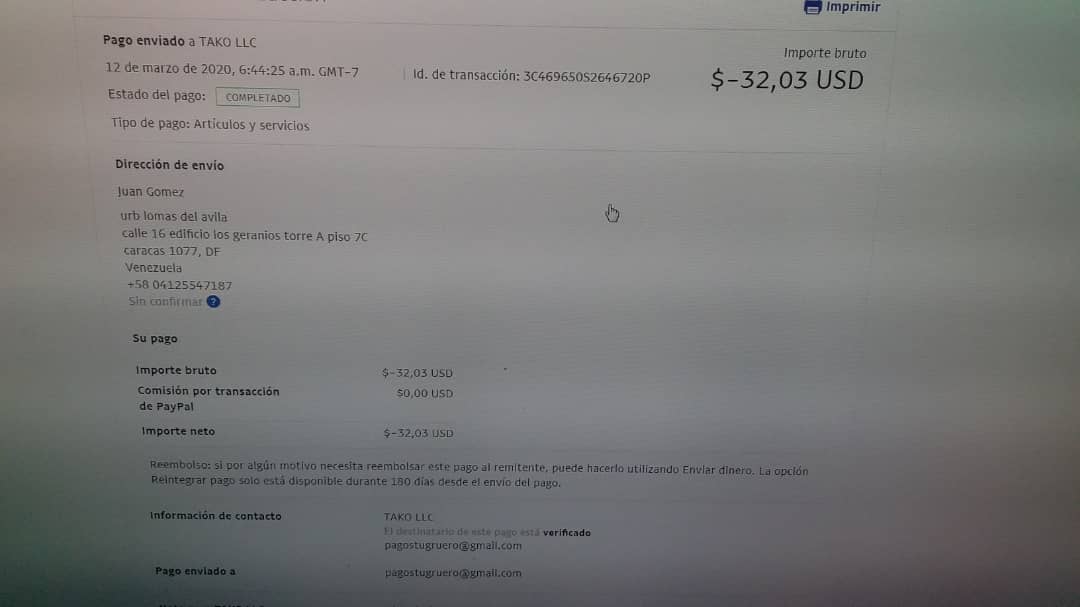 Imprimir
Pago enviado a TAKO LLC
Importe bruto
12 de marzo de 2020, 6:44:25 a.m. GMT-7
Id. de transacción: 3C469650S2646720P
$-32,03 USD
Estado del pago: COMPLETADO
Tipo de pago: Artículos y servicios
Dirección de envío
Juan Gomez
urb lomas del avila
calle 16 edificio los geranios torre A piso 7C
caracas 1077, DF
Venezuela
+58 04125547187
Sin confirmar ?
Su pago
Importe bruto $-32,03 USD
Comisión por transacción $0,00 USD
de PayPal
Importe neto $-32,03 USD
Reembolso: si por algún motivo necesita reembolsar este pago al remitente, puede hacerlo utilizando Enviar dinero. La opción
Reintegrar pago solo está disponible durante 180 días desde el envío del pago.
Información de contacto TAKO LLC
El destinatario de este pago está verificado
pagostugruero@gmail.com
Pago enviado a pagostugruero@gmail.com